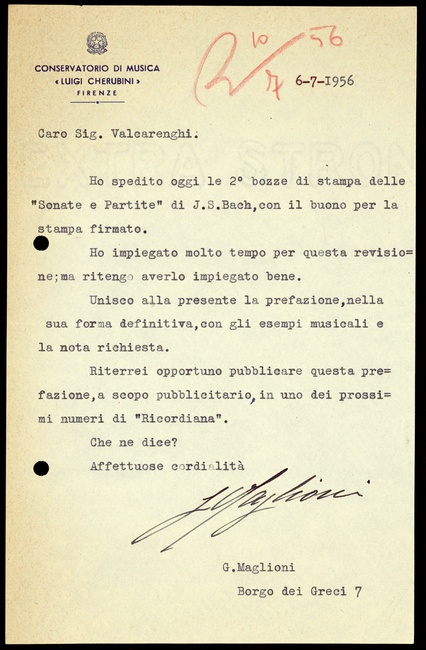 CONSERVATORIO DI MUSICA
« LUIGI CHERUBINI »
FIRENZE
10 56
6-7-1956
Caro Sig. Valcarenghi.
Ho spedito oggi le 2° bozze di stampa delle
"Sonate e Partite" di J.S.Bach,con il buono per la
stampa firmato.
Ho impiegato molto tempo per questa revisio=
ne;ma ritengo averlo impiegato bene.
Unisco alla presente la prefazione,nella
sua forma definitiva,con gli esempi musicali e
la nota richiesta.
Riterrei opportuno pubblicare questa pre=
fazione,a scopo pubblicitario,in uno dei prossi=
mi numeri di "Ricordiana".
Che ne dice?
Affettuose cordialità
G Maglioni
G.Maglioni
Borgo dei Greci 7